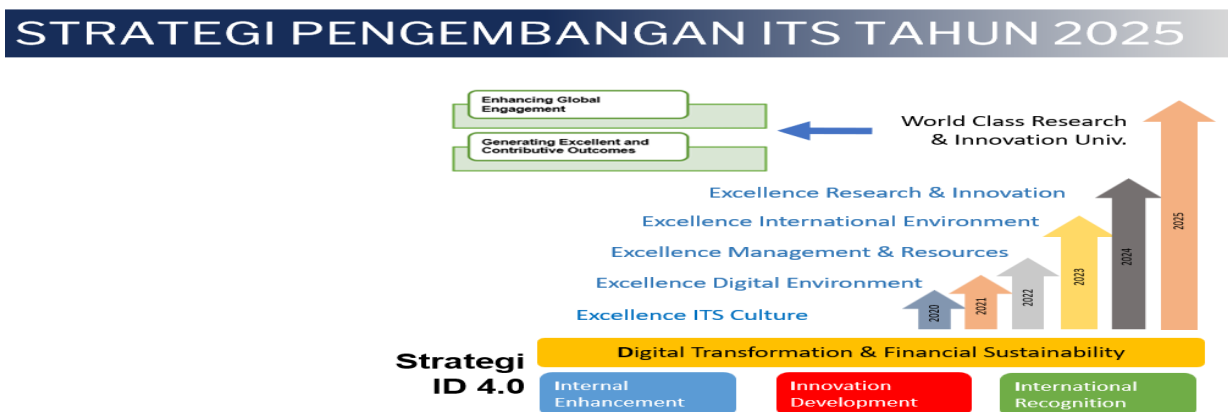 STRATEGI PENGEMBANGAN ITS TAHUN 2025
Enhancing Global
Engagement
Generating Excellent and
Contributive Outcomes
World Class Research
& Innovation Univ.
Excellence Research & Innovation
Excellence International Environment
Excellence Management & Resources
Excellence Digital Environment
Excellence ITS Culture
2020
2021
2022
2023
2024
2025
Strategi
ID 4.0
Digital Transformation & Financial Sustainability
Internal
Enhancement
Innovation
Development
International
Recognition